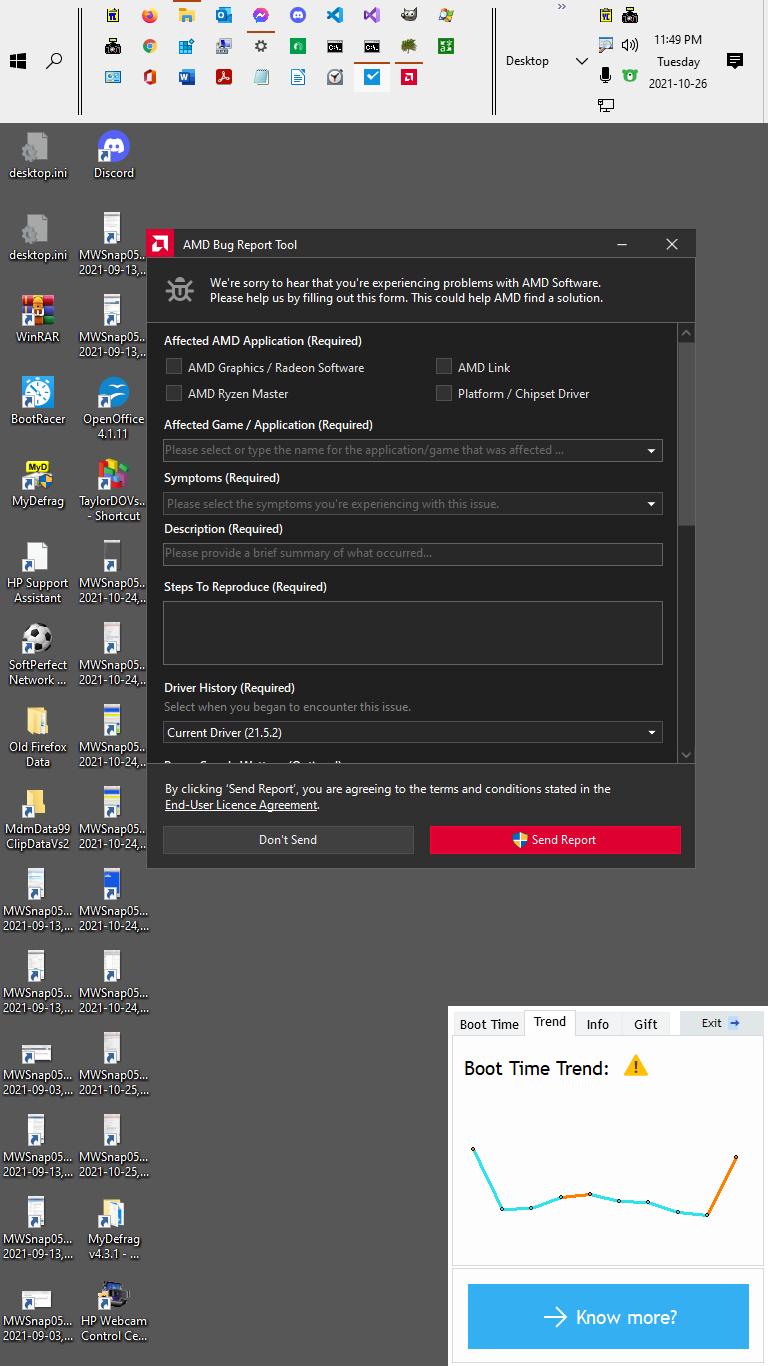 »
Desktop
11:49 PM
Tuesday
2021-10-26
C:\
C:\
desktop.ini
Discord
desktop.ini
MWSnap05...
2021-09-13,...
WinRAR
MWSnap05...
2021-09-13,...
BootRacer
OpenOffice
4.1.11
MyD
MyDefrag
TaylorDOVs...
- Shortcut
HP Support
Assistant
MWSnap05...
2021-10-24,...
SoftPerfect
Network ...
MWSnap05...
2021-10-24,...
Old Firefox
Data
MWSnap05...
2021-10-24,...
MdmData99
ClipDataVs2
MWSnap05...
2021-10-24,...
MWSnap05...
2021-09-13,...
MWSnap05...
2021-10-24,...
MWSnap05...
2021-09-13,...
MWSnap05...
2021-10-24,...
MWSnap05...
2021-09-03,...
MWSnap05...
2021-10-25,...
MWSnap05...
2021-09-13,...
MWSnap05...
2021-10-25,...
MWSnap05...
2021-09-13,...
MyDefrag
v4.3.1 - ...
MWSnap05...
2021-09-03,...
HP Webcam
Control Ce...
AMD Bug Report Tool
We're sorry to hear that you're experiencing problems with AMD Software.
Please help us by filling out this form. This could help AMD find a solution.
Affected AMD Application (Required)
AMD Graphics / Radeon Software
AMD Link
AMD Ryzen Master
Platform / Chipset Driver
Affected Game / Application (Required)
Please select or type the name for the application/game that was affected ...
Symptoms (Required)
Please select the symptoms you're experiencing with this issue.
Description (Required)
Please provide a brief summary of what occurred...
Steps To Reproduce (Required)
Driver History (Required)
Select when you began to encounter this issue.
Current Driver (21.5.2)
By clicking ‘Send Report’, you are agreeing to the terms and conditions stated in the
End-User Licence Agreement.
Don't Send
Send Report
Boot Time
Trend
Info
Gift
Exit
Boot Time Trend:
Know more?